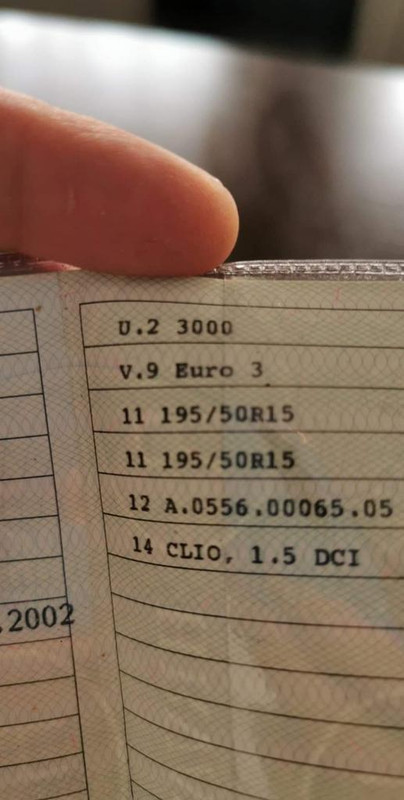 U.2 3000
V.9 Euro 3
11 195/50R15
11 195/50R15
12 A.0556.00065.05
14 CLIO, 1.5 DCI
.2002